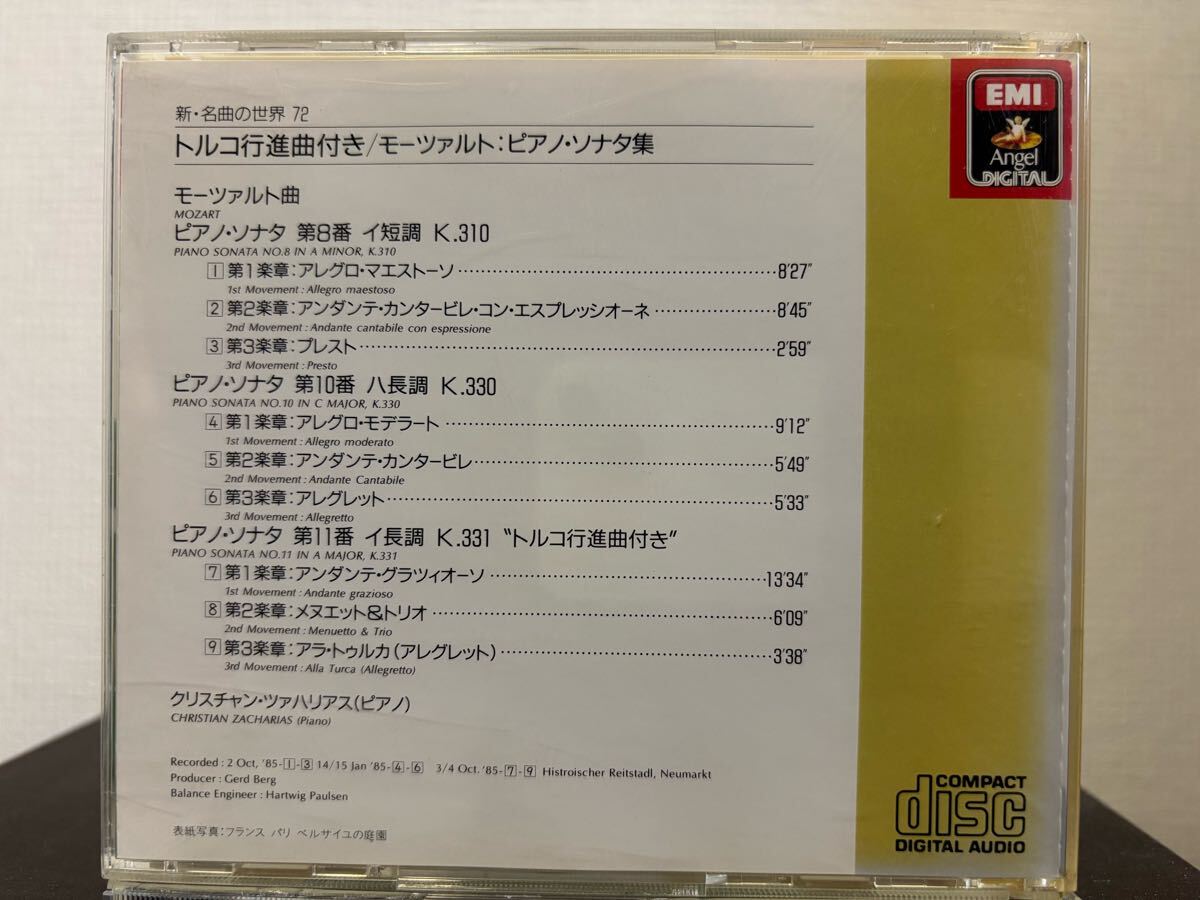 新・名曲の世界 72
トルコ行進曲付き/モーツァルト:ピアノ・ソナタ集
EMI
Angel
DIGITAL
モーツァルト曲
MOZART
ピアノ・ソナタ 第8番 イ短調 K.310
PIANO SONATA NO.8 IN A MINOR, K.310
1 第1楽章:アレグロ・マエストーソ 8'27"
1st Movement : Allegro maestoso
2 第2楽章:アンダンテ・カンタービレ・コン・エスプレッシオーネ 8'45"
2nd Movement : Andante cantabile con espressione
3 第3楽章:プレスト 2'59"
3rd Movement : Presto
ピアノ・ソナタ 第10番 ハ長調 K.330
PIANO SONATA NO.10 IN C MAJOR, K.330
4 第1楽章:アレグロ・モデラート 9'12"
1st Movement : Allegro moderato
5 第2楽章:アンダンテ・カンタービレ 5'49"
2nd Movement : Andante Cantabile
6 第3楽章:アレグレット 5'33"
3rd Movement : Allegretto
ピアノ・ソナタ 第11番 イ長調 K.331 "トルコ行進曲付き"
PIANO SONATA NO.11 IN A MAJOR, K.331
7 第1楽章:アンダンテ・グラツィオーソ 13'34"
1st Movement : Andante grazioso
8 第2楽章:メヌエット&トリオ 6'09"
2nd Movement : Menuetto & Trio
9 第3楽章:アラ・トゥルカ(アレグレット) 3'38"
3rd Movement : Alla Turca (Allegretto)
クリスチャン・ツァハリアス(ピアノ)
CHRISTIAN ZACHARIAS (Piano)
Recorded : 2 Oct, '85-1-3 14/15 Jan '85-4-6 3/4 Oct. '85-7-9 Histroischer Reitstadl, Neumarkt
Producer : Gerd Berg
Balance Engineer : Hartwig Paulsen
表紙写真:フランス パリ ベルサイユの庭園
COMPACT
disc
DIGITAL AUDIO